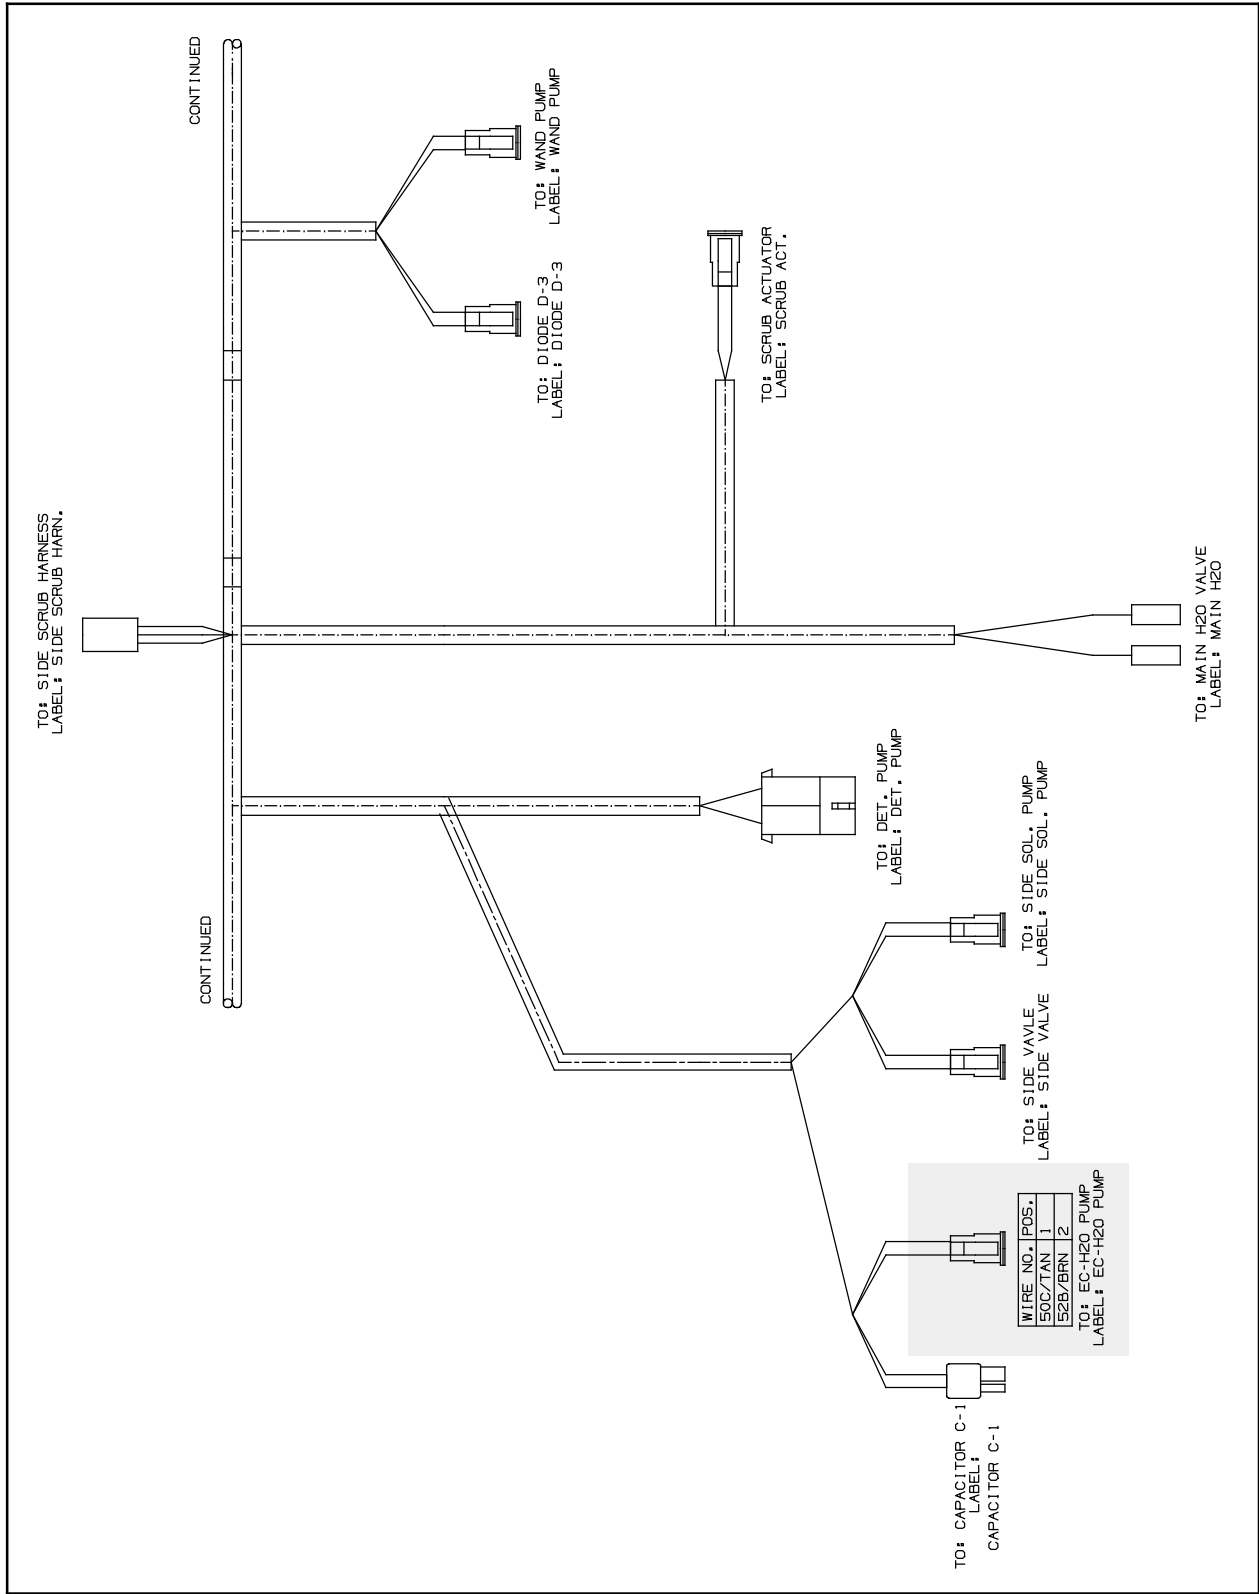 CONTINUED
TO: WAND PUMP
LABEL: WAND PUMP
TO: DIODE D-3
LABEL: DIODE D-3
TO: SCRUB ACTUATOR
LABEL: SCRUB ACT.
TO: SIDE SCRUB HARNESS
LABEL: SIDE SCRUB HARN.
TO: MAIN H2O VALVE
LABEL: MAIN H2O
TO: DET. PUMP
LABEL: DET. PUMP
CONTINUED
TO: SIDE SOL. PUMP
LABEL: SIDE SOL. PUMP
TO: SIDE VAVLE
LABEL: SIDE VALVE
WIRE NO. POS.
50C/TAN 1
52B/BRN 2
TO: EC-H2O PUMP
LABEL: EC-H2O PUMP
TO: CAPACITOR C-1
LABEL:
CAPACITOR C-1